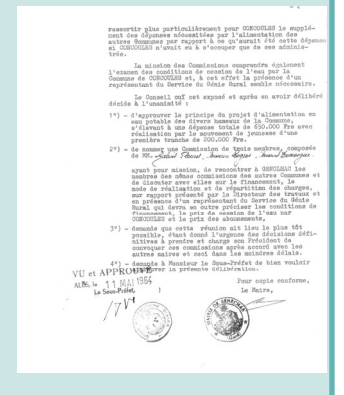 ressortir plus particulièrement pour CONCOULES le supplé-
ment des dépenses nécessitées par l'alimentation des
autres Communes par rapport à ce qu'aurait été cette dépense
si CONCOULES n'avait eu à s'occuper que de ses adminis-
trés.
La mission des Commissions comprendra également
l'examen des conditions de cession de l'eau par la
Commune de CONCOULES et, à cet effet la présence d'un
représentant du Service du Génie Rural semble nécessaire.
Le Conseil ouf cet exposé et après en avoir délibéré
décide à l'unanimité :
1°) - d'approuver le principe du projet d'alimentation en
eau potable des divers hameaux de la Commune,
s'élevant à une dépense totale de 650.000 Frs avec
réalisation par le mouvement de jeunesse d'une
première tranche de 200.000 Frs.
2°) - de nommer une Commission de trois membres, composée
de MM.
ayant pour mission, de rencontrer à GENOLHAC les
membres des mêmes commissions des autres Communes et
de discuter avec elles sur le financement, le
mode de réalisation et de répartition des charges,
sur rapport présenté par le Directeur des travaux et
en présence d'un représentant du Service du Génie
Rural qui devra en outre préciser les conditions de
financement, le prix de cession de l'eau par
CONCOULES et le prix des abonnements,
3°) - demande que cette réunion ait lieu le plus tôt
possible, étant donné l'urgence des décisions défi-
nitives à prendre et charge son Président de
convoquer ces commissions après accord avec les
autres maires et ceci dans les moindres délais.
4°) - demande à Monsieur le Sous-Préfet de bien vouloir
approuver la présente délibération.
VU et APPROUVÉ
ALÈS, le 11 MAI 1964
Le Sous-Préfet,
Pour copie conforme,
Le Maire,